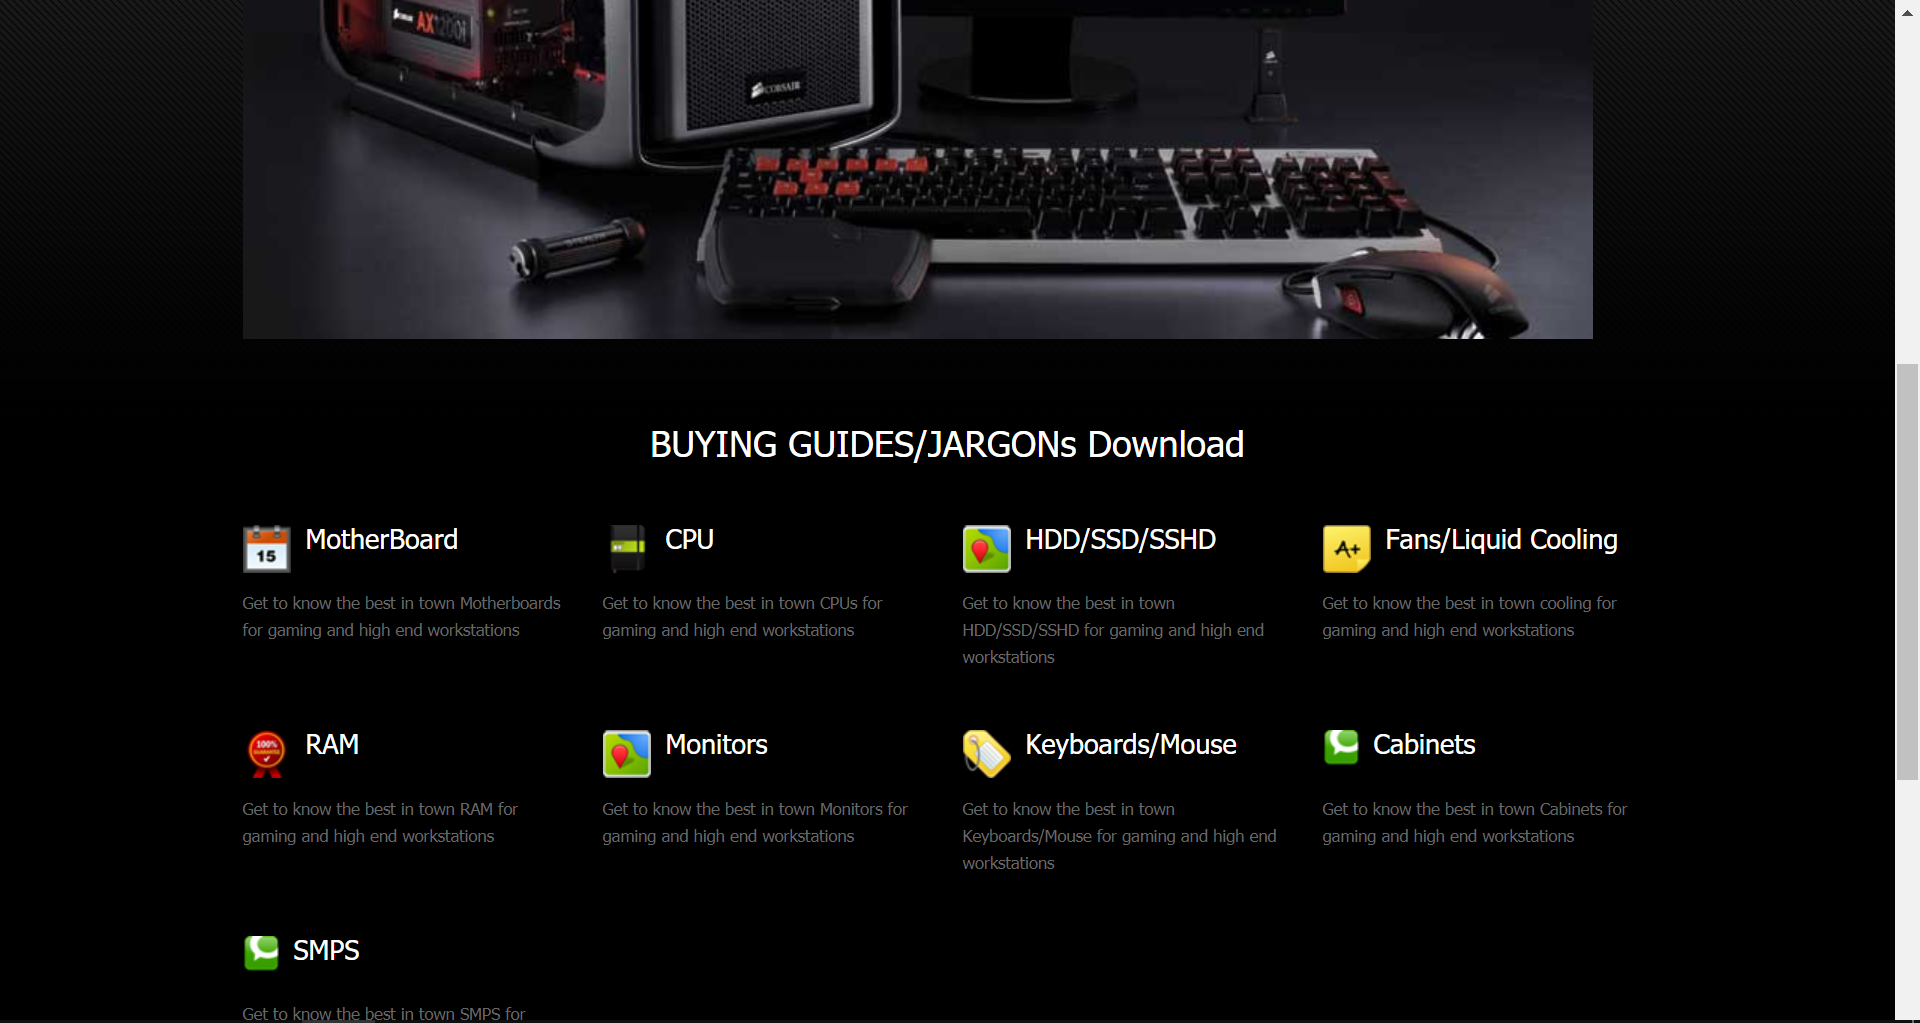 CORSAIR AX1200i
CORSAIR
BUYING GUIDES/JARGONs Download
15
MotherBoard
CPU
HDD/SSD/SSHD
A+
Fans/Liquid Cooling
Get to know the best in town Motherboards
for gaming and high end workstations
Get to know the best in town CPUs for
gaming and high end workstations
Get to know the best in town
HDD/SSD/SSHD for gaming and high end
workstations
Get to know the best in town cooling for
gaming and high end workstations
100%
RAM
Monitors
Keyboards/Mouse
Cabinets
Get to know the best in town RAM for
gaming and high end workstations
Get to know the best in town Monitors for
gaming and high end workstations
Get to know the best in town
Keyboards/Mouse for gaming and high end
workstations
Get to know the best in town Cabinets for
gaming and high end workstations
SMPS
Get to know the best in town SMPS for